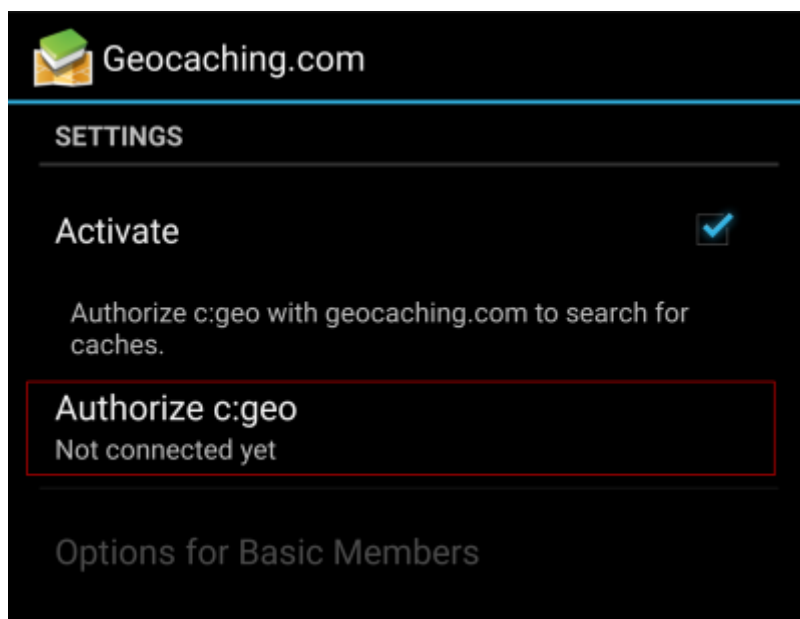 Geocaching.com
SETTINGS
Activate
Authorize c:geo with geocaching.com to search for
caches.
Authorize c:geo
Not connected yet
Options for Basic Members